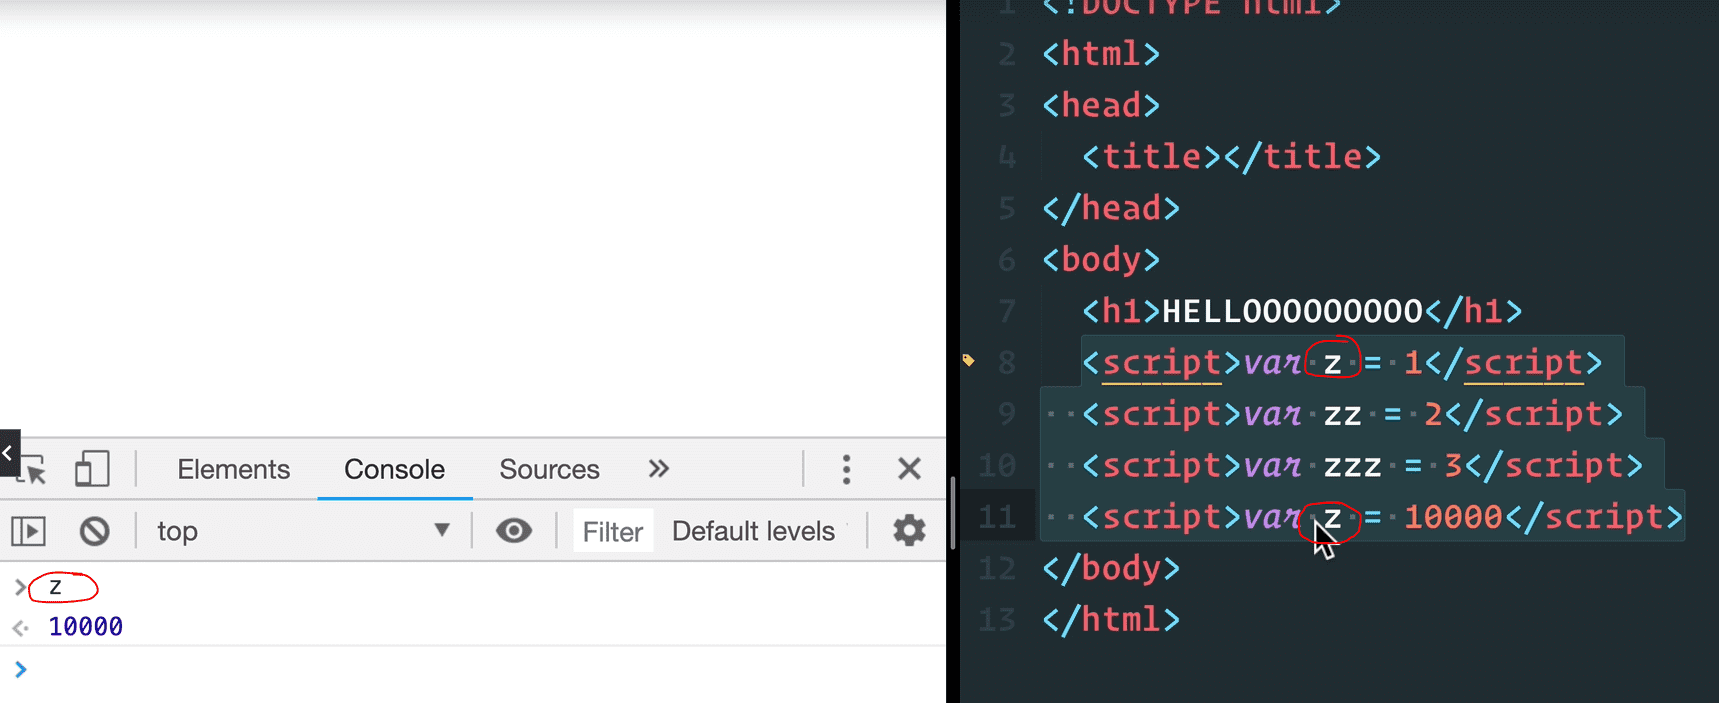 Elements Console Sources »
top Filter Default levels
> z
10000
>
1 <!DOCTYPE html>
2 <html>
3 <head>
4 <title></title>
5 </head>
6 <body>
7 <h1>HELLOOOOOOOOO</h1>
8 <script>var z = 1</script>
9 <script>var zz = 2</script>
10 <script>var zzz = 3</script>
11 <script>var z = 10000</script>
12 </body>
13 </html>